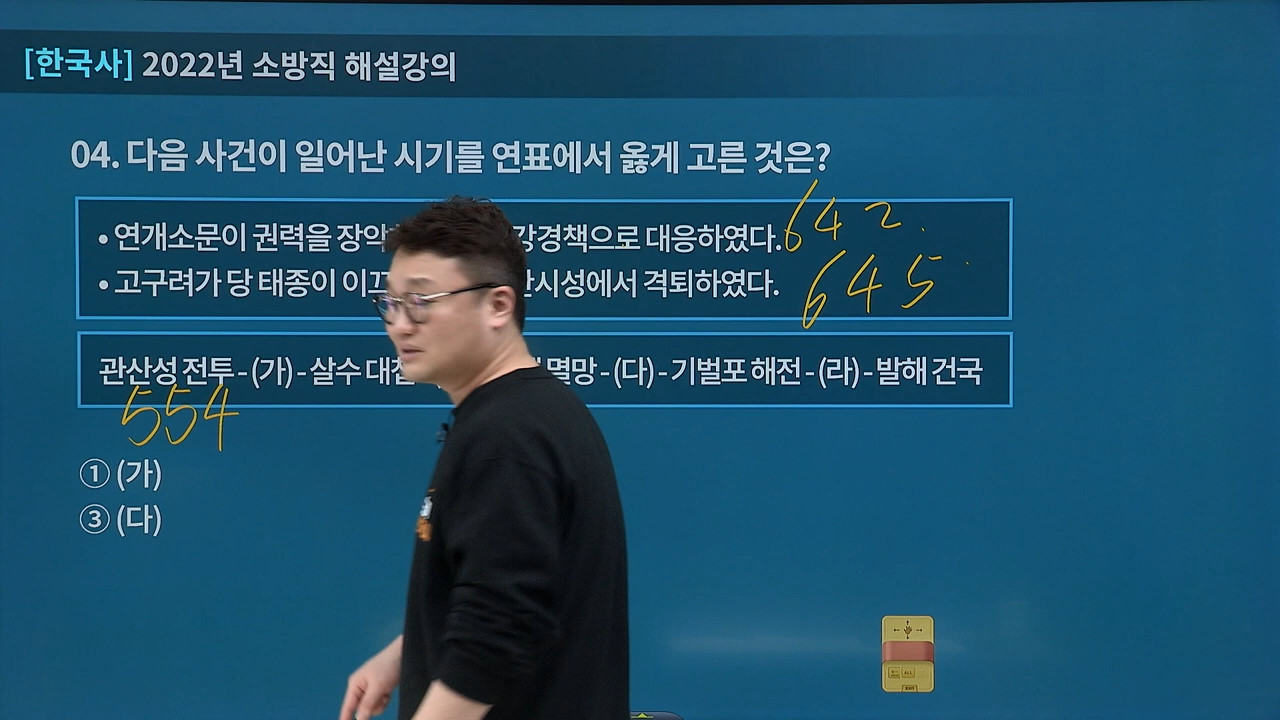 [한국사] 2022년 소방직 해설강의
04. 다음 사건이 일어난 시기를 연표에서 옳게 고른 것은?
• 연개소문이 권력을 장악 강경책으로 대응하였다. 642.
• 고구려가 당 태종이 이끄 안시성에서 격퇴하였다. 645
관산성 전투 - (가) - 살수 대첩 멸망 - (다) - 기벌포 해전 - (라) - 발해 건국
554
① (가)
③ (다)